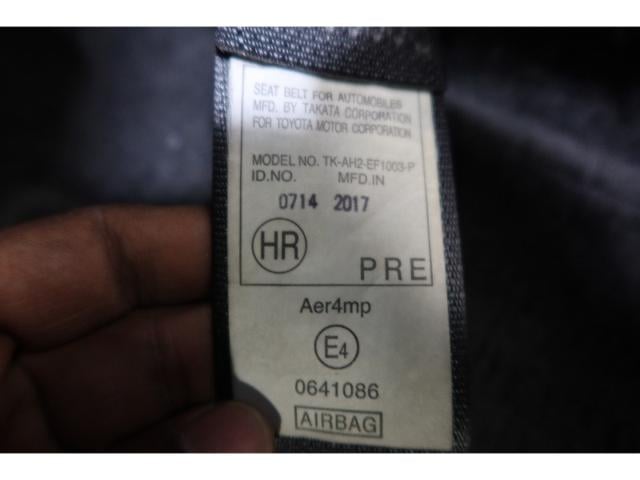 SEAT BELT FOR AUTOMOBILES
MFD. BY TAKATA CORPORATION
FOR TOYOTA MOTOR CORPORATION
MODEL NO. TK-AH2-EF1003-P
ID.NO. MFD.IN
0714 2017
HR
PRE
Aer4mp
E4
0641086
AIRBAG